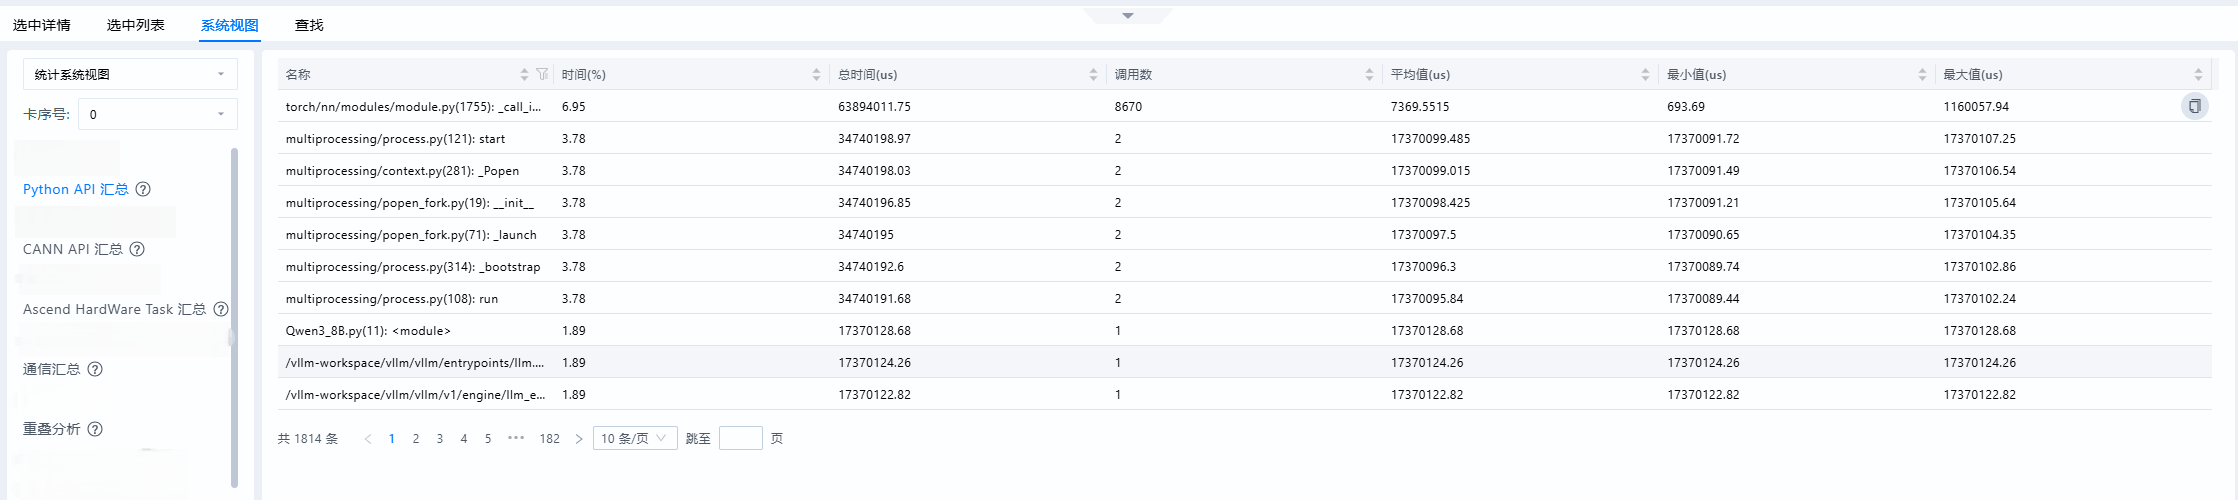 选中详情 选中列表 系统视图 查找
统计系统视图
卡序号: 0
Python API 汇总
CANN API 汇总
Ascend HardWare Task 汇总
通信汇总
重叠分析
名称 时间(%) 总时间(us) 调用数 平均值(us) 最小值(us) 最大值(us)
torch/nn/modules/module.py(1755): _call_i... 6.95 63894011.75 8670 7369.5515 693.69 1160057.94
multiprocessing/process.py(121): start 3.78 34740198.97 2 17370099.485 17370091.72 17370107.25
multiprocessing/context.py(281): _Popen 3.78 34740198.03 2 17370099.015 17370091.49 17370106.54
multiprocessing/popen_fork.py(19): __init__ 3.78 34740196.85 2 17370098.425 17370091.21 17370105.64
multiprocessing/popen_fork.py(71): _launch 3.78 34740195 2 17370097.5 17370090.65 17370104.35
multiprocessing/process.py(314): _bootstrap 3.78 34740192.6 2 17370096.3 17370089.74 17370102.86
multiprocessing/process.py(108): run 3.78 34740191.68 2 17370095.84 17370089.44 17370102.24
Qwen3_8B.py(11): <module> 1.89 17370128.68 1 17370128.68 17370128.68 17370128.68
/vllm-workspace/vllm/vllm/entrypoints/llm.... 1.89 17370124.26 1 17370124.26 17370124.26 17370124.26
/vllm-workspace/vllm/vllm/v1/engine/llm_e... 1.89 17370122.82 1 17370122.82 17370122.82 17370122.82
共 1814 条 < 1 2 3 4 5 ••• 182 > 10 条/页 跳至 页